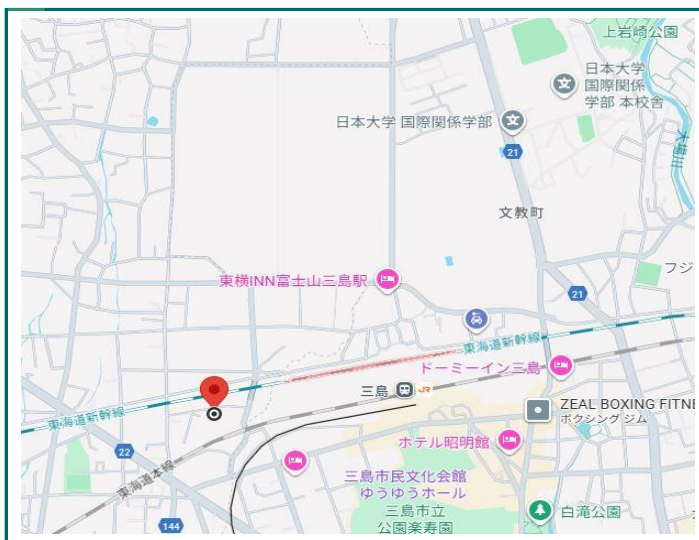 上岩崎公園
日本大学
国際関係
学部 本校舎
日本大学 国際関係学部
21
大場川
文教町
フジ
東横INN富士山三島駅
21
東海道新幹線
ドーミーイン三島
三島
JR
ZEAL BOXING FITNE
ボクシング ジム
東海道新幹線
22
ホテル昭明館
三島市民文化会館
ゆうゆうホール
東海道本線
三島市立
公園楽寿園
白滝公園
144